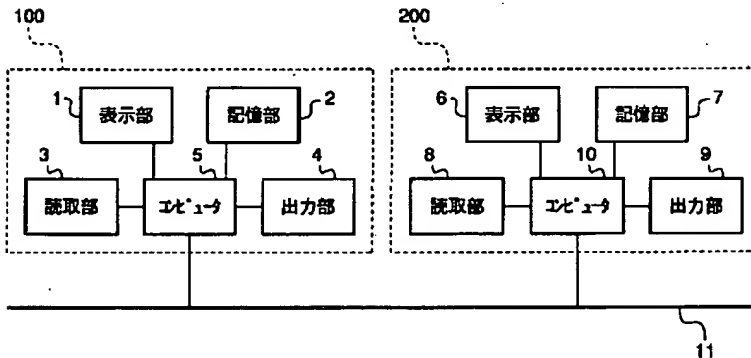 100
200
1
表示部
記憶部
2
6
表示部
記憶部
7
3
5
4
8
10
9
読取部
コンピュータ
出力部
読取部
コンピュータ
出力部
11